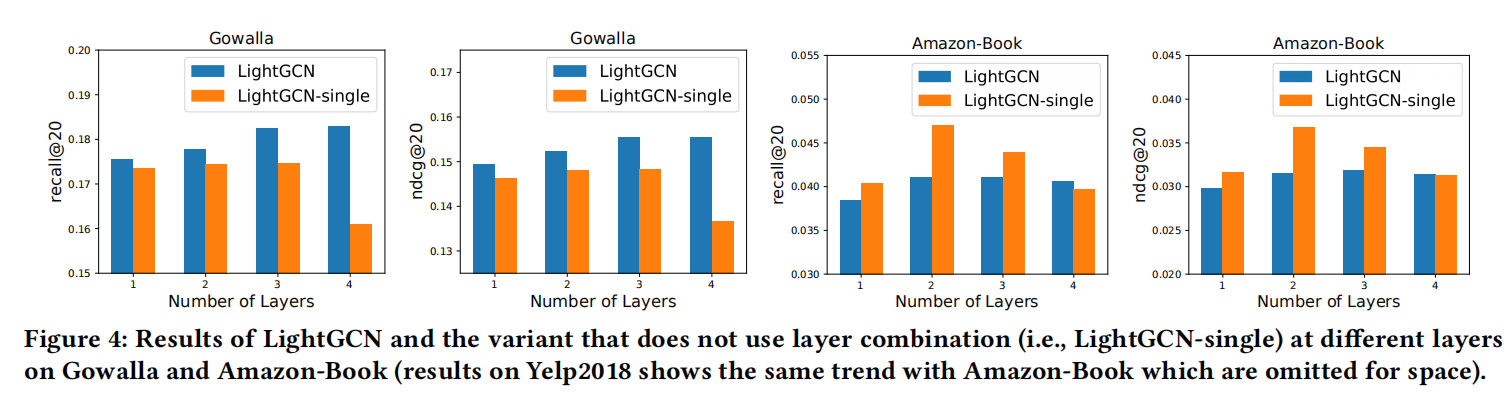 Gowalla
recall@20
0.20
0.19
0.18
0.17
0.16
0.15
LightGCN
LightGCN-single
1 2 3 4
Number of Layers
Gowalla
ndcg@20
0.17
0.16
0.15
0.14
0.13
LightGCN
LightGCN-single
1 2 3 4
Number of Layers
Amazon-Book
recall@20
0.055
0.050
0.045
0.040
0.035
0.030
LightGCN
LightGCN-single
1 2 3 4
Number of Layers
Amazon-Book
ndcg@20
0.045
0.040
0.035
0.030
0.025
0.020
LightGCN
LightGCN-single
1 2 3 4
Number of Layers
Figure 4: Results of LightGCN and the variant that does not use layer combination (i.e., LightGCN-single) at different layers
on Gowalla and Amazon-Book (results on Yelp2018 shows the same trend with Amazon-Book which are omitted for space).